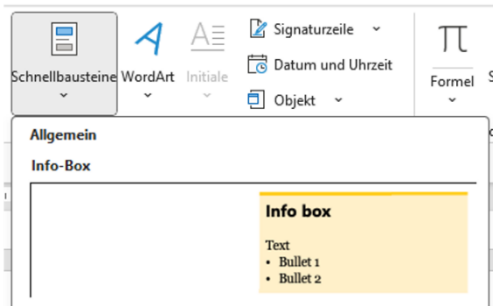 Signaturzeile
Schnellbausteine WordArt Initiale Datum und Uhrzeit Formel
Objekt
Allgemein
Info-Box
Info box
Text
• Bullet 1
• Bullet 2